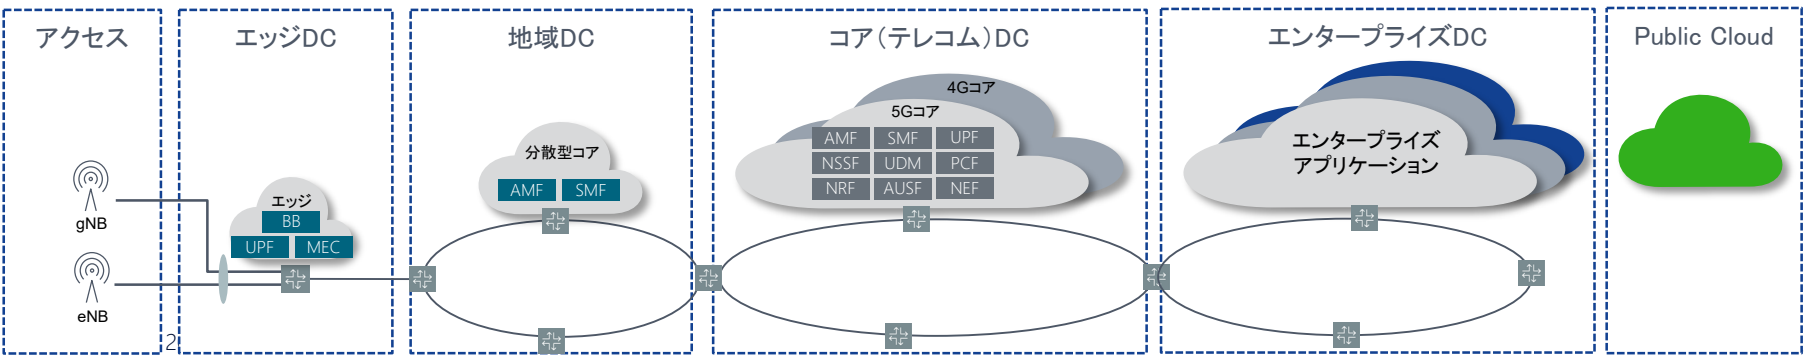 アクセス
エッジDC
地域DC
コア(テレコム)DC
エンタープライズDC
Public Cloud
gNB
eNB
2
エッジ
BB
UPF MEC
分散型コア
AMF SMF
4Gコア
5Gコア
AMF SMF UPF
NSSF UDM PCF
NRF AUSF NEF
エンタープライズ
アプリケーション